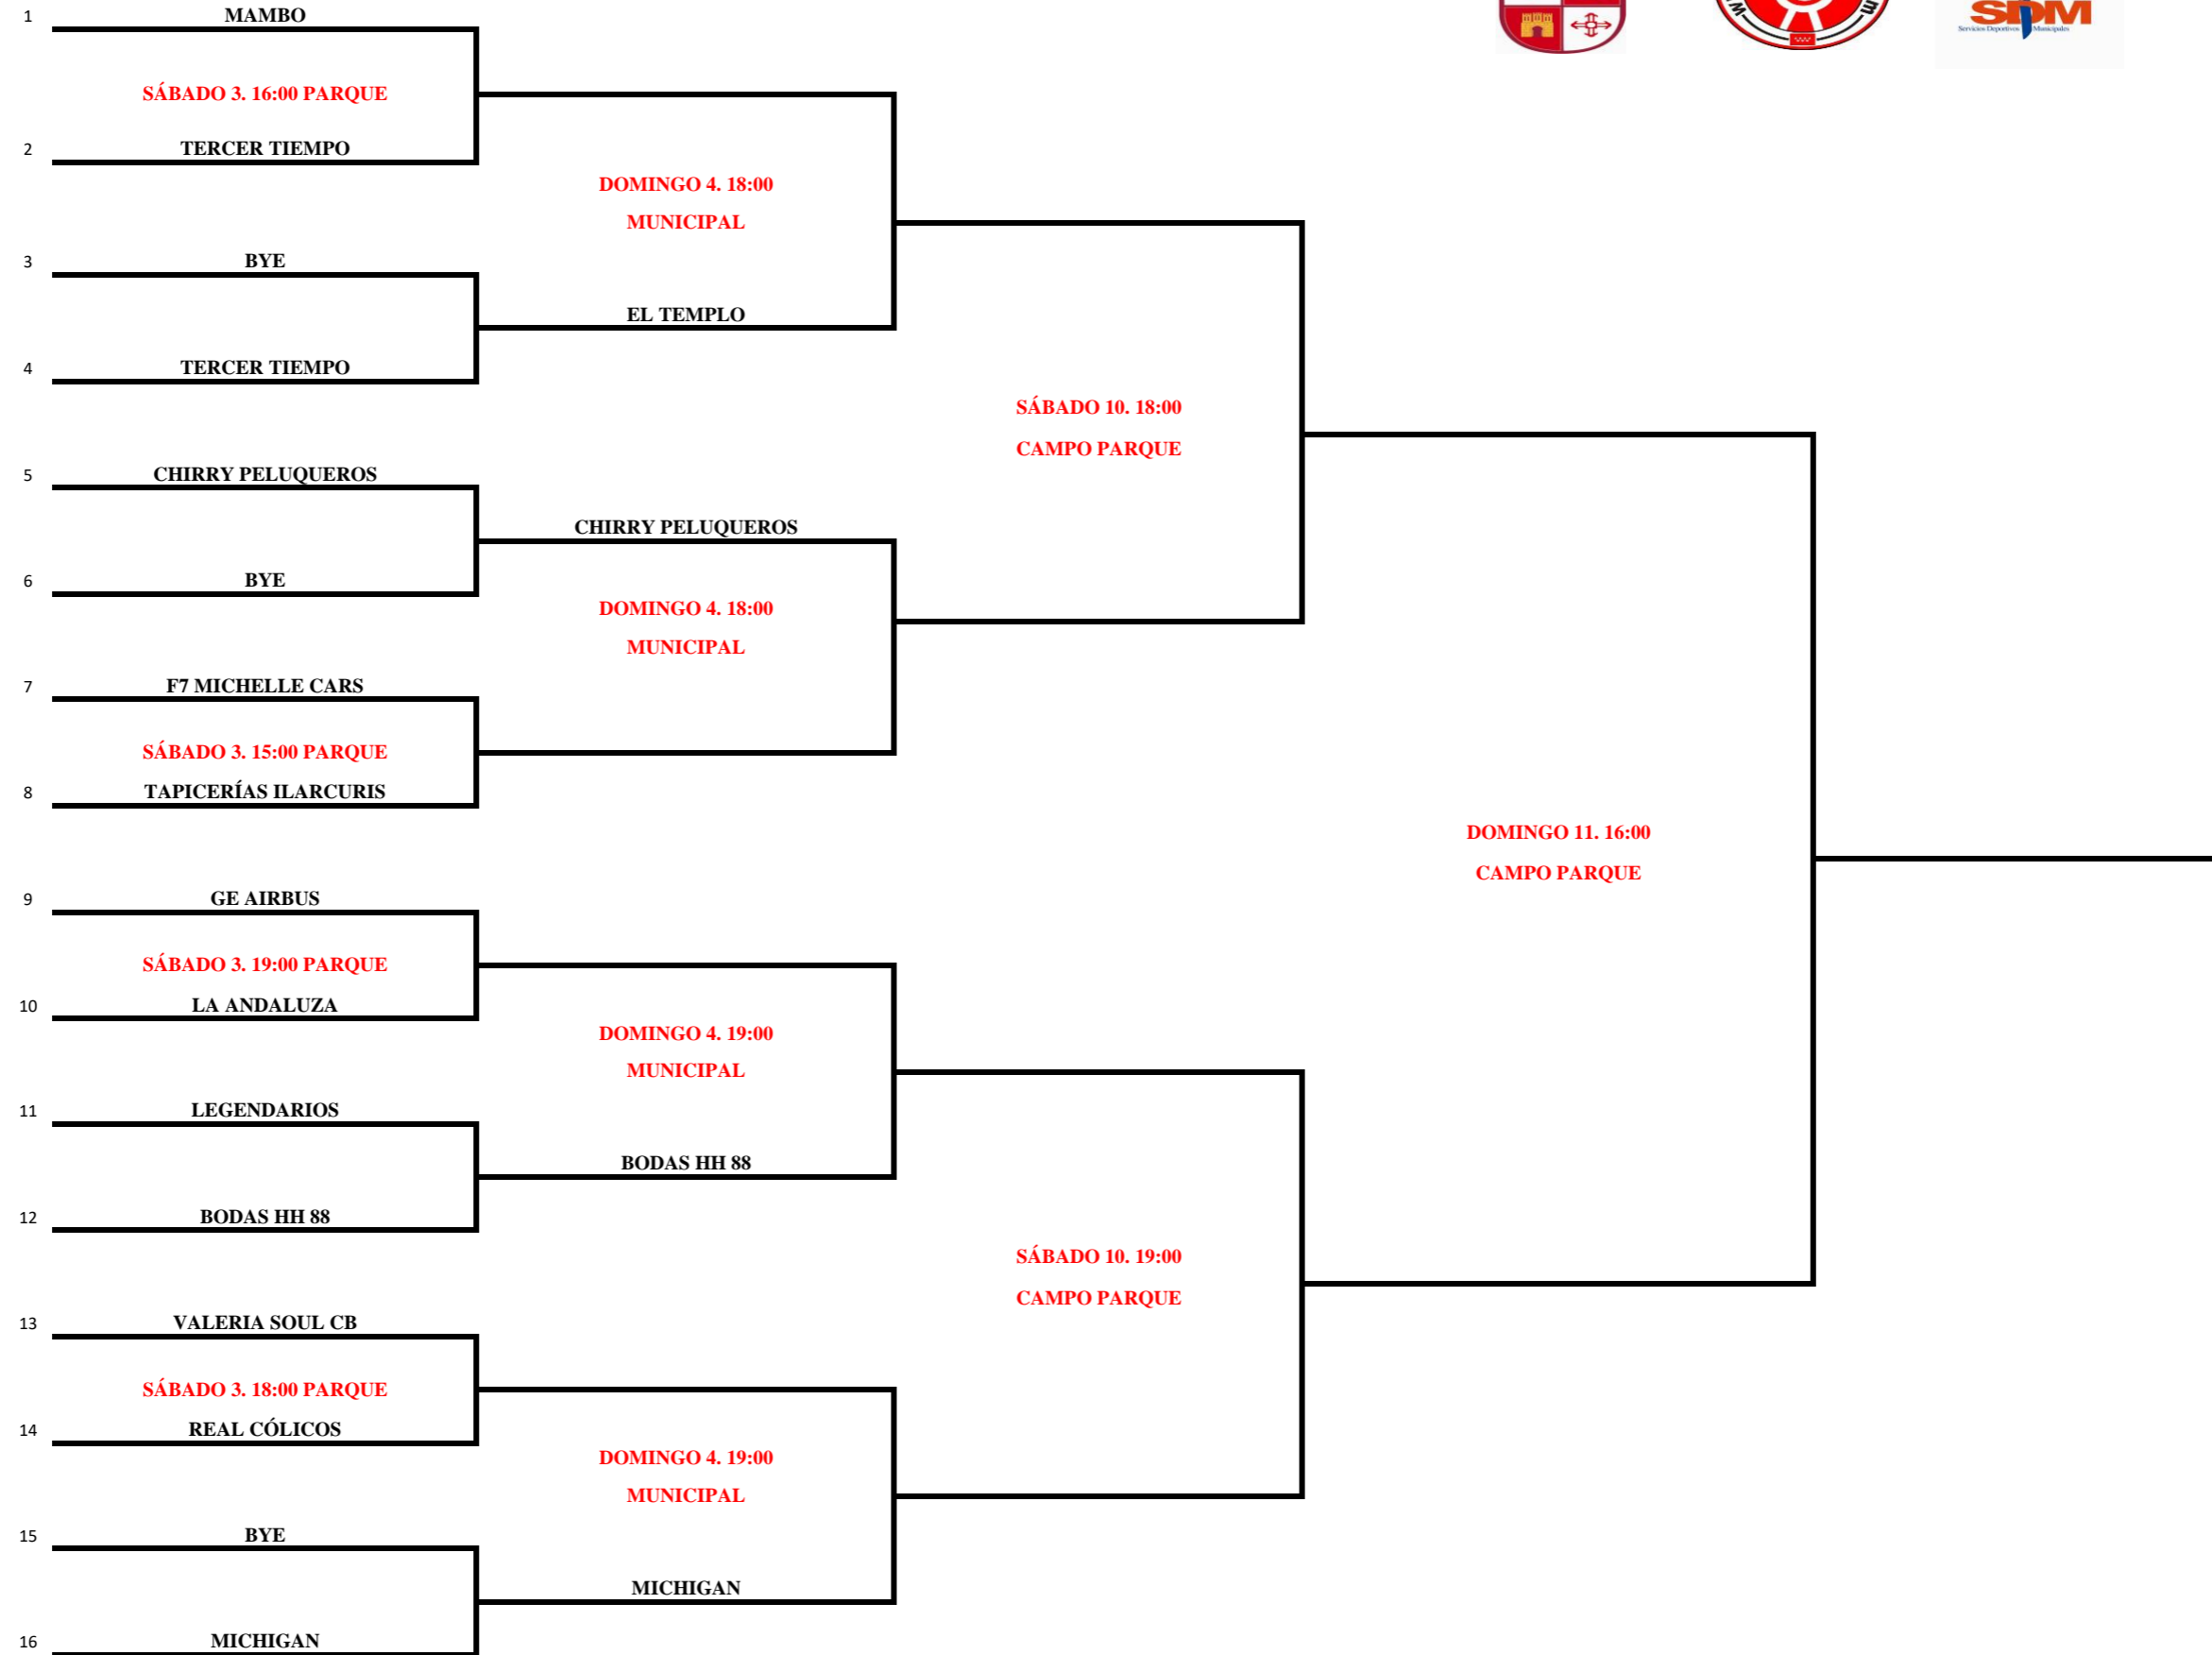 1 MAMBO
SÁBADO 3. 16:00 PARQUE
2 TERCER TIEMPO
DOMINGO 4. 18:00
MUNICIPAL
3 BYE
EL TEMPLO
4 TERCER TIEMPO
SÁBADO 10. 18:00
CAMPO PARQUE
5 CHIRRY PELUQUEROS
CHIRRY PELUQUEROS
6 BYE
DOMINGO 4. 18:00
MUNICIPAL
7 F7 MICHELLE CARS
SÁBADO 3. 15:00 PARQUE
8 TAPICERÍAS ILARCURIS
DOMINGO 11. 16:00
CAMPO PARQUE
9 GE AIRBUS
SÁBADO 3. 19:00 PARQUE
10 LA ANDALUZA
DOMINGO 4. 19:00
MUNICIPAL
11 LEGENDARIOS
BODAS HH 88
12 BODAS HH 88
SÁBADO 10. 19:00
CAMPO PARQUE
13 VALERIA SOUL CB
SÁBADO 3. 18:00 PARQUE
14 REAL CÓLICOS
DOMINGO 4. 19:00
MUNICIPAL
15 BYE
MICHIGAN
16 MICHIGAN
SDM
Servicios Deportivos Municipales